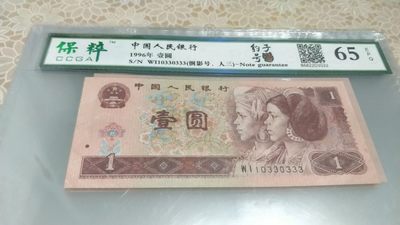 保粹™
CCGA
中国人民银行
1996年 壹圆
S/N WI10330333(倒影号、人三)-Note guarantee
豹子号
65
EPQ
中国人民银行
壹圆
1
1
WI10330333